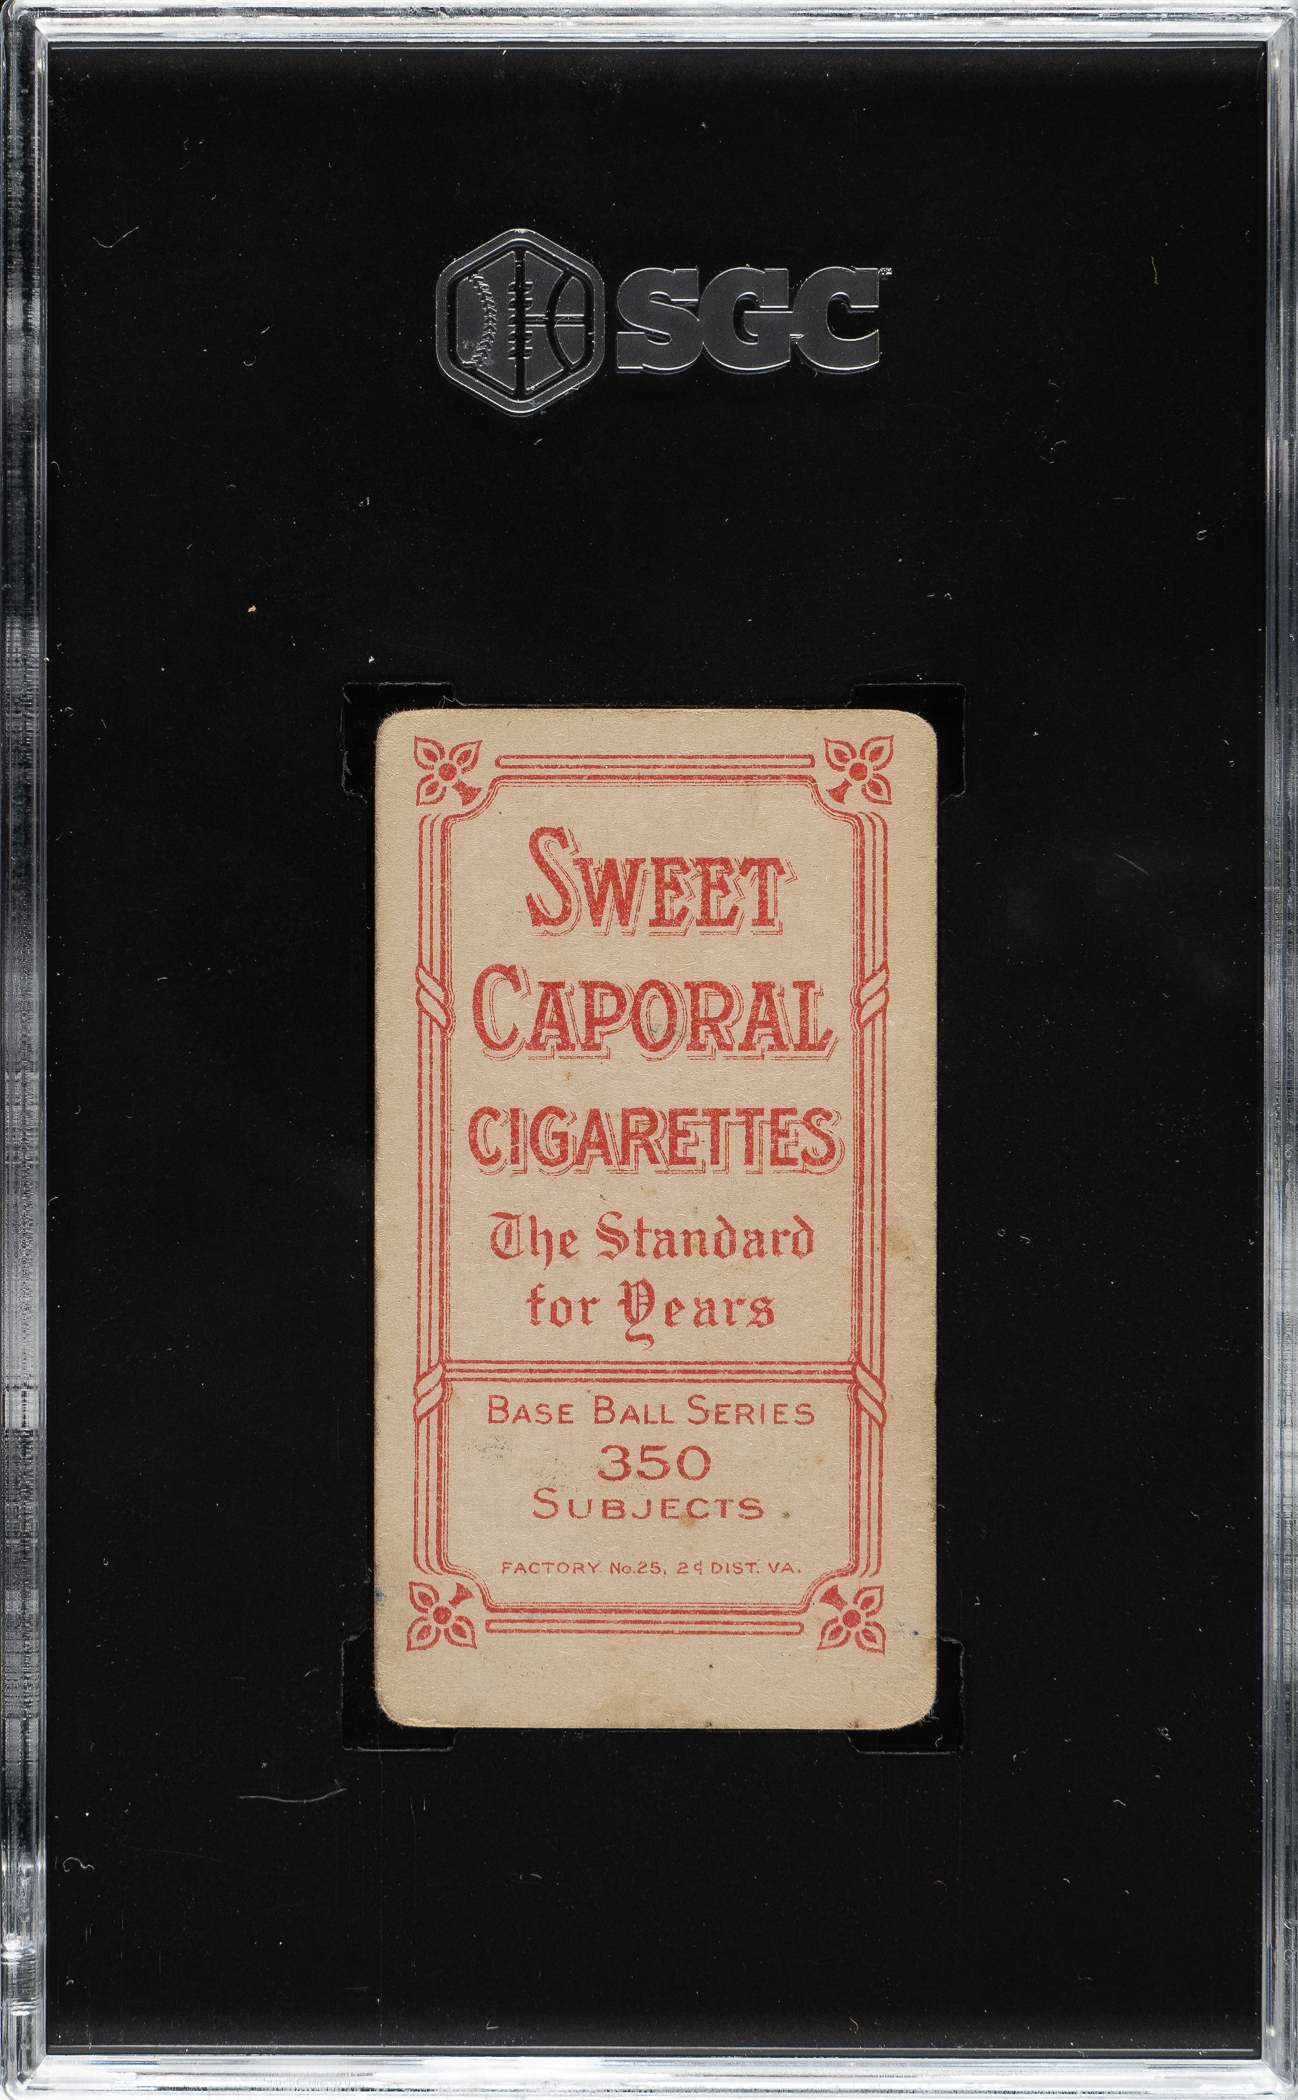 SGC
SWEET
CAPORAL
CIGARETTES
The Standard
for Years
BASE BALL SERIES
350
SUBJECTS
FACTORY No. 25, 2d DIST. VA.